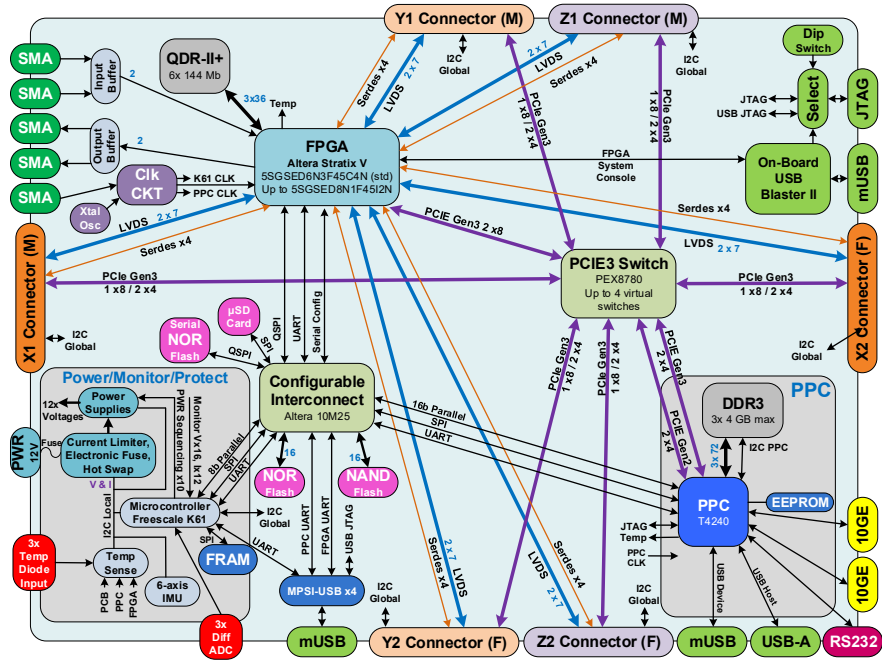 Y1 Connector (M)
Z1 Connector (M)
SMA
SMA
SMA
SMA
SMA
Input
Buffer
Output
Buffer
2
2
QDR-II+
6x 144 Mb
3x36
Temp
Serdes x4
LVDS
2 x 7
I2C
Global
PCIe Gen3
1 x8 / 2 x4
2 x 7
LVDS
Serdes x4
PCIe Gen3
1 x8 / 2 x4
I2C
Global
Dip
Switch
Select
JTAG
USB JTAG
JTAG
mUSB
On-Board
USB
Blaster II
FPGA
System
Console
FPGA
Altera Stratix V
5SGSED6N3F45C4N (std)
Up to 5SGSED8N1F45I2N
Clk
CKT
K61 CLK
PPC CLK
Xtal
Osc
LVDS
2 x 7
Serdes x4
X1 Connector (M)
PCIe Gen3
1 x8 / 2 x4
I2C
Global
PCIE Gen3 2 x8
PCIE3 Switch
PEX8780
Up to 4 virtual
switches
Serdes x4
LVDS
2 x 7
PCIe Gen3
1 x8 / 2 x4
X2 Connector (F)
I2C
Global
QSPI
UART
Serial Config
µSD
Card
SPI
Serial
NOR
Flash
QSPI
Configurable
Interconnect
Altera 10M25
16b Parallel
SPI
UART
8b Parallel
SPI
UART
16
NOR
Flash
16
NAND
Flash
PPC UART
FPGA UART
USB JTAG
Serdes x4
2 x 7
LVDS
Serdes x4
LVDS
2 x 7
PCIe Gen3
1 x8 / 2 x4
PCIe Gen3
1 x8 / 2 x4
PCIE Gen3
2 x4
PCIE Gen2
2 x4
Power/Monitor/Protect
12x
Voltages
Power
Supplies
PWR
12V
Fuse
Current Limiter,
Electronic Fuse,
Hot Swap
V & I
PWR Sequencing x10
Monitor Vx16, Ix12
I2C Local
Microcontroller
Freescale K61
I2C
Global
SPI
UART
FRAM
3x
Temp
Diode
Input
Temp
Sense
PCB
PPC
FPGA
6-axis
IMU
3x
Diff
ADC
MPSI-USB x4
mUSB
I2C
Global
Y2 Connector (F)
Z2 Connector (F)
I2C
Global
PPC
DDR3
3x 4 GB max
3x 72
I2C PPC
PPC
T4240
EEPROM
JTAG
Temp
PPC
CLK
USB Device
USB Host
mUSB
USB-A
RS232
10GE
10GE